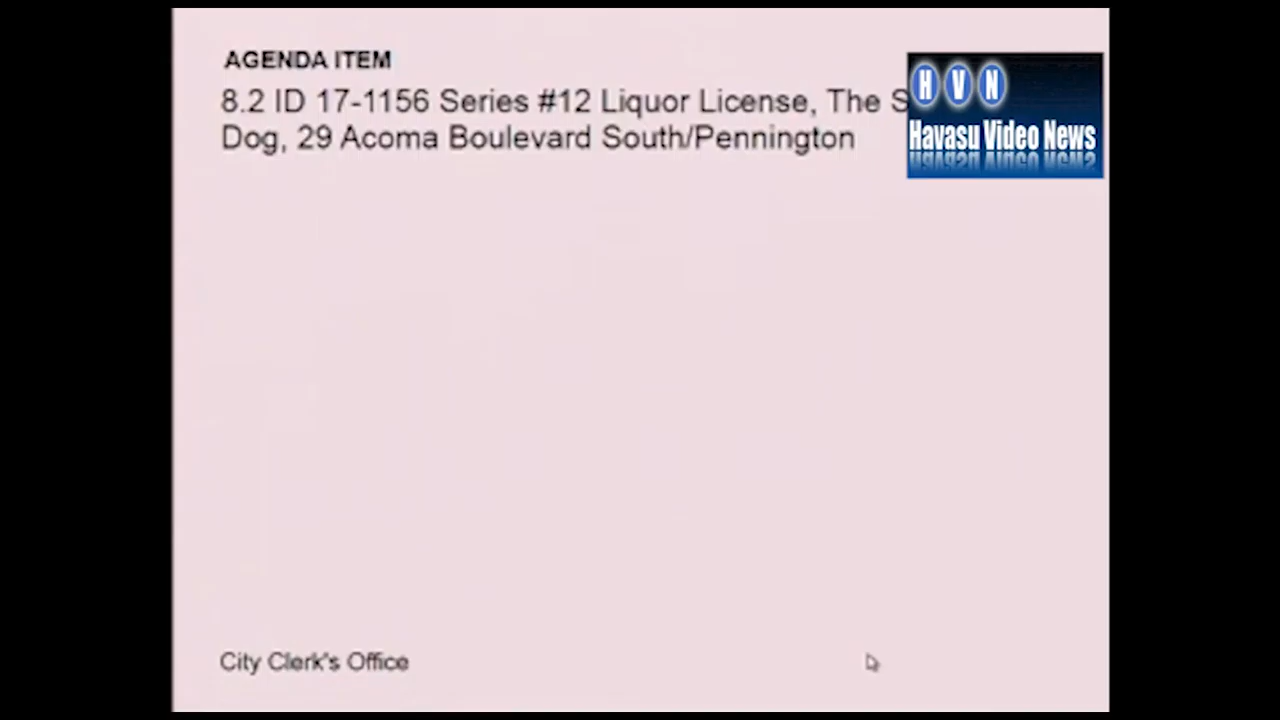 AGENDA ITEM
8.2 ID 17-1156 Series #12 Liquor License, The
Dog, 29 Acoma Boulevard South/Pennington
HVN
Havasu Video News
City Clerk's Office